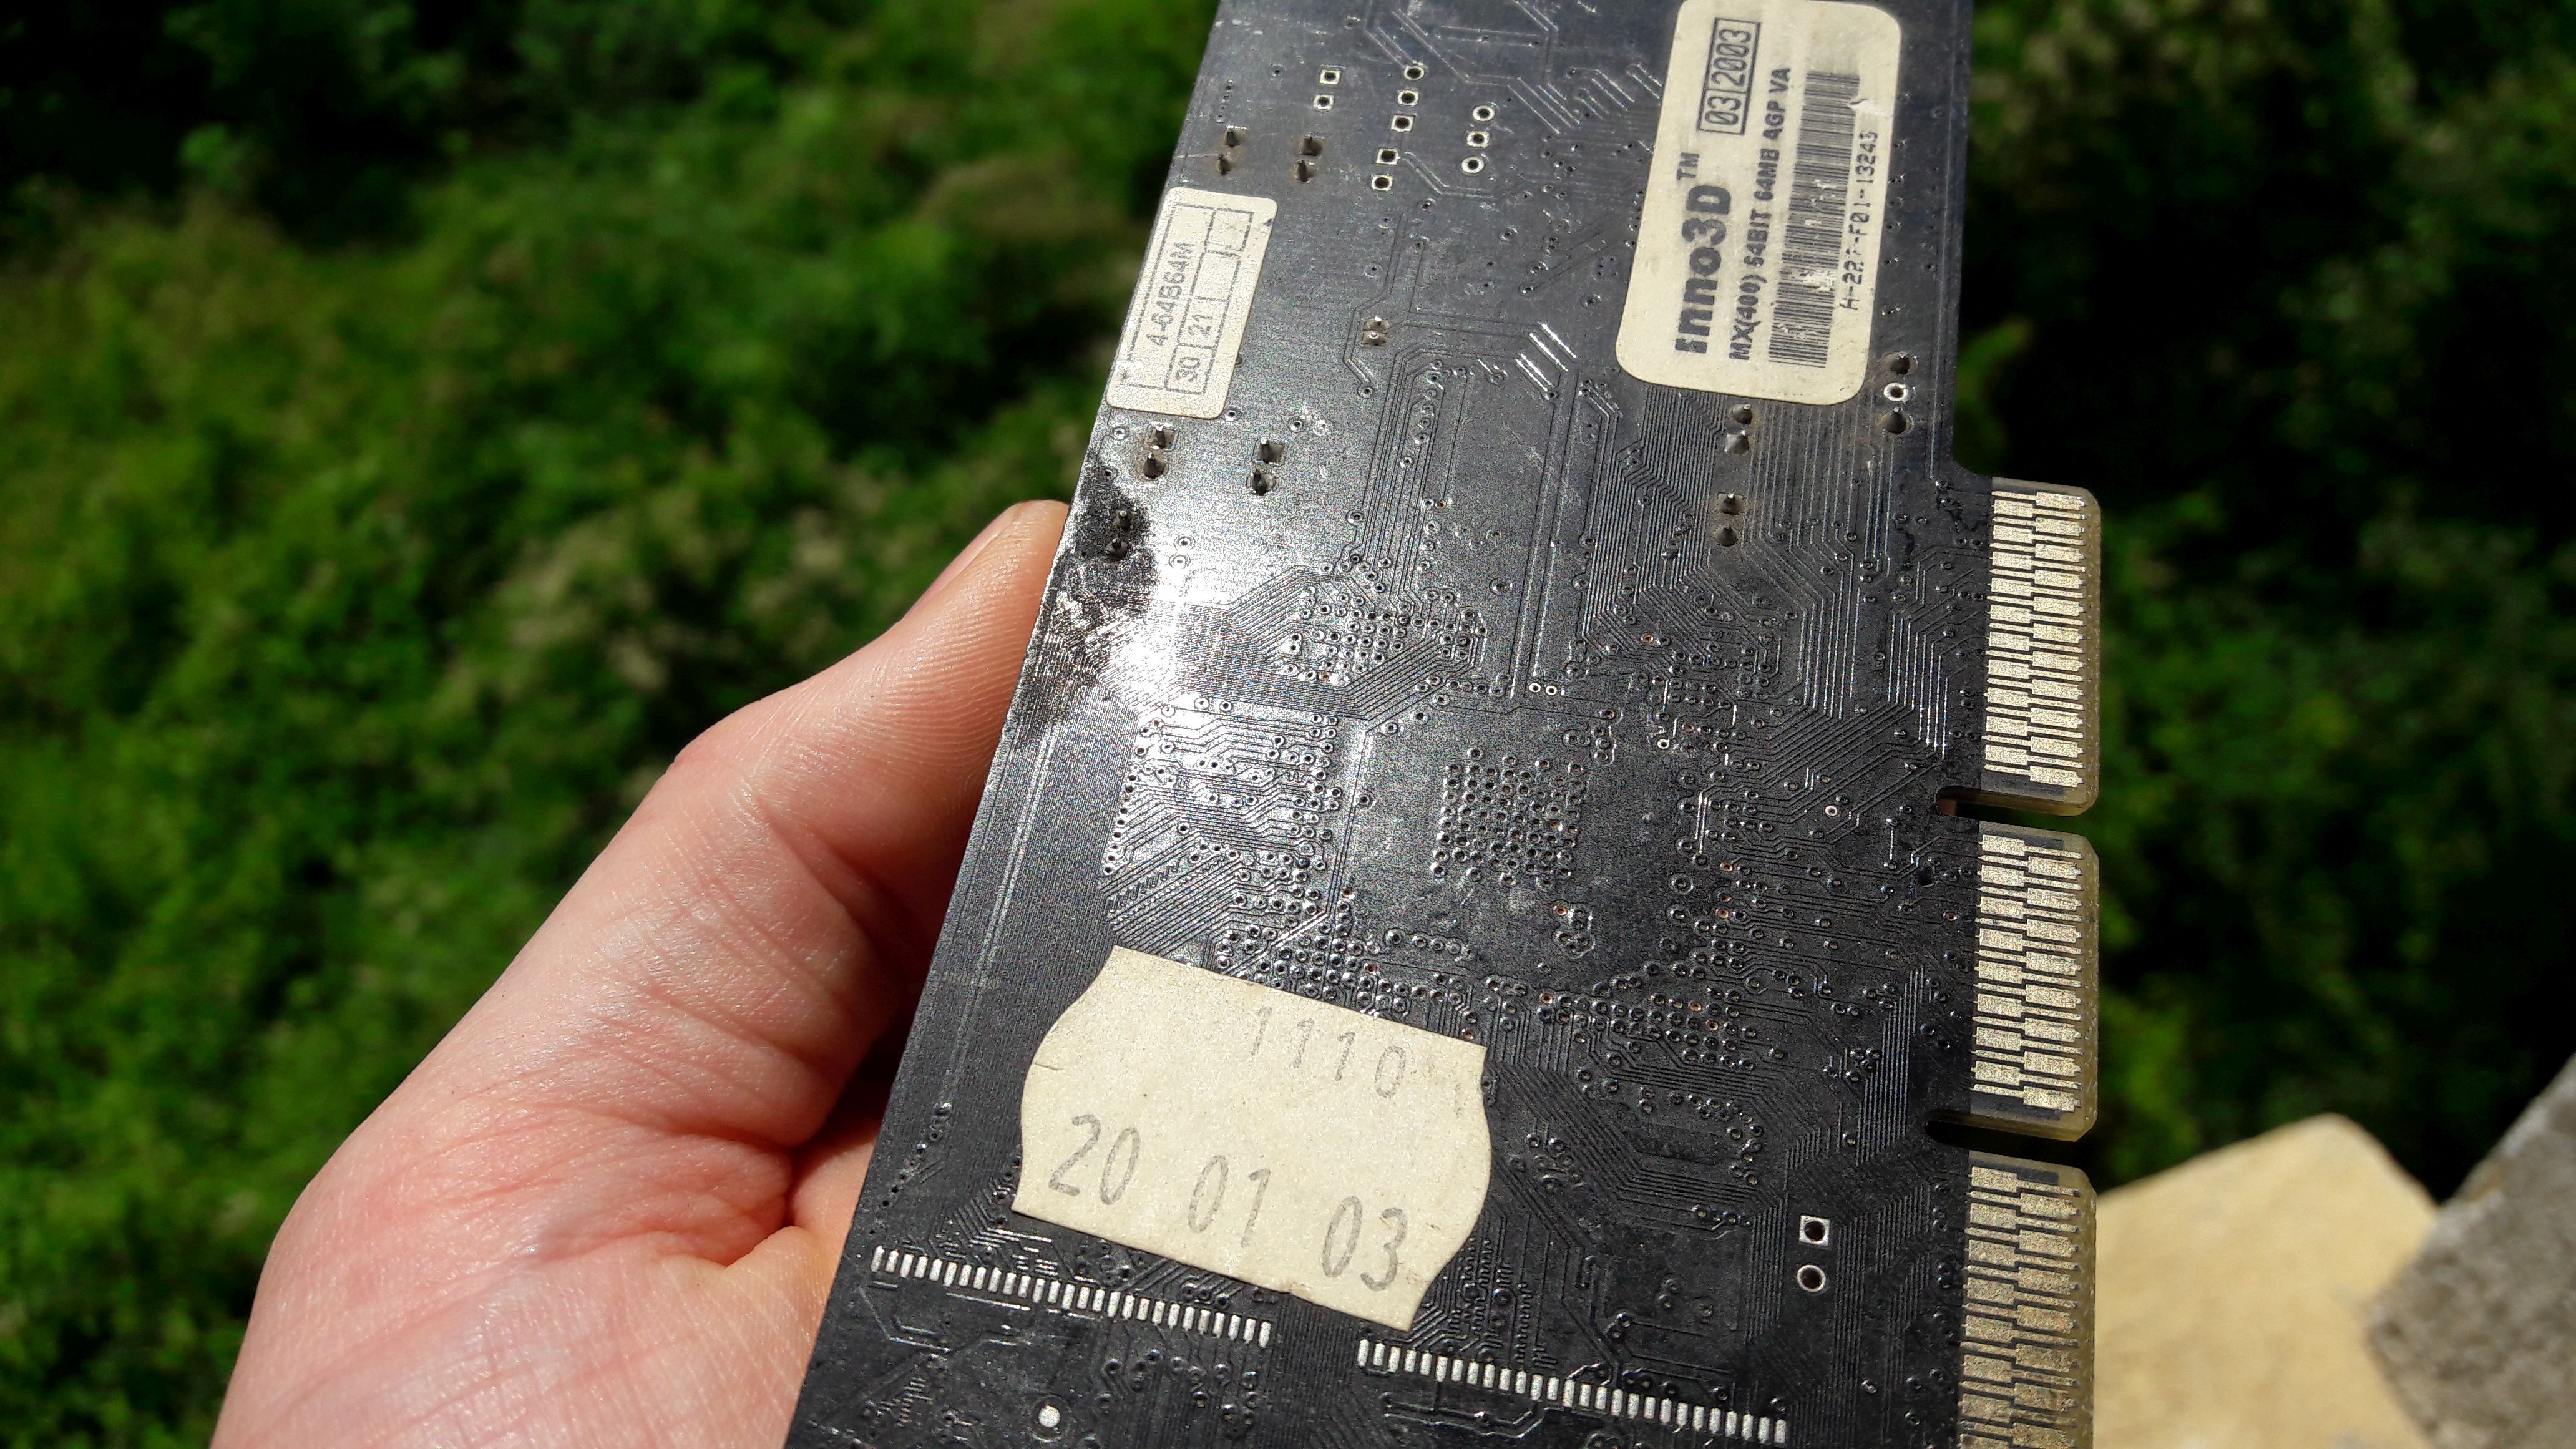 03 2003
Inno3D™
MX(400) 64BIT 64MB AGP VA
4-64B64M
30 21
1110
20 01 03